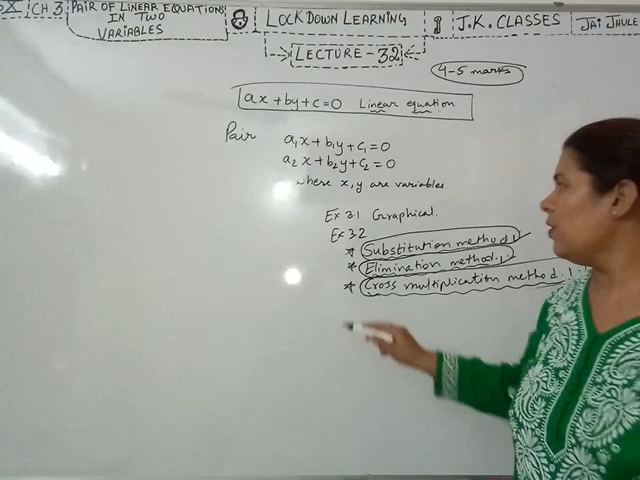 X CH 3 PAIR OF LINEAR EQUATIONS IN TWO VARIABLES 8 LOCKDOWN LEARNING J.K. CLASSES JAI JHULE
LECTURE-32
4-5 marks
ax+by+c=0 Linear equation
Pair a₁x+b₁y+c₁=0
a₂x+b₂y+c₂=0
where x,y are variables.
Ex 3.1 Graphical.
Ex 3.2
* Substitution method
* Elimination method
* Cross multiplication method